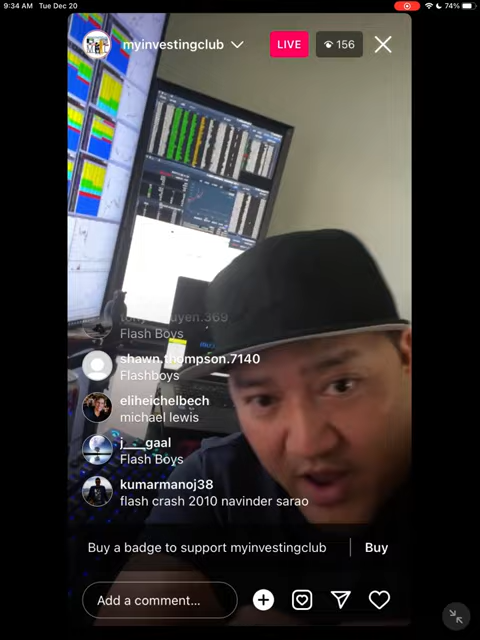 9:34 AM Tue Dec 20
74%
myinvestingclub
LIVE
156
Flash Boys
shawn.thompson.7140
Flashboys
eliheichelbech
michael lewis
j___gaal
Flash Boys
kumarmanoj38
flash crash 2010 navinder sarao
Buy a badge to support myinvestingclub
Buy
Add a comment...